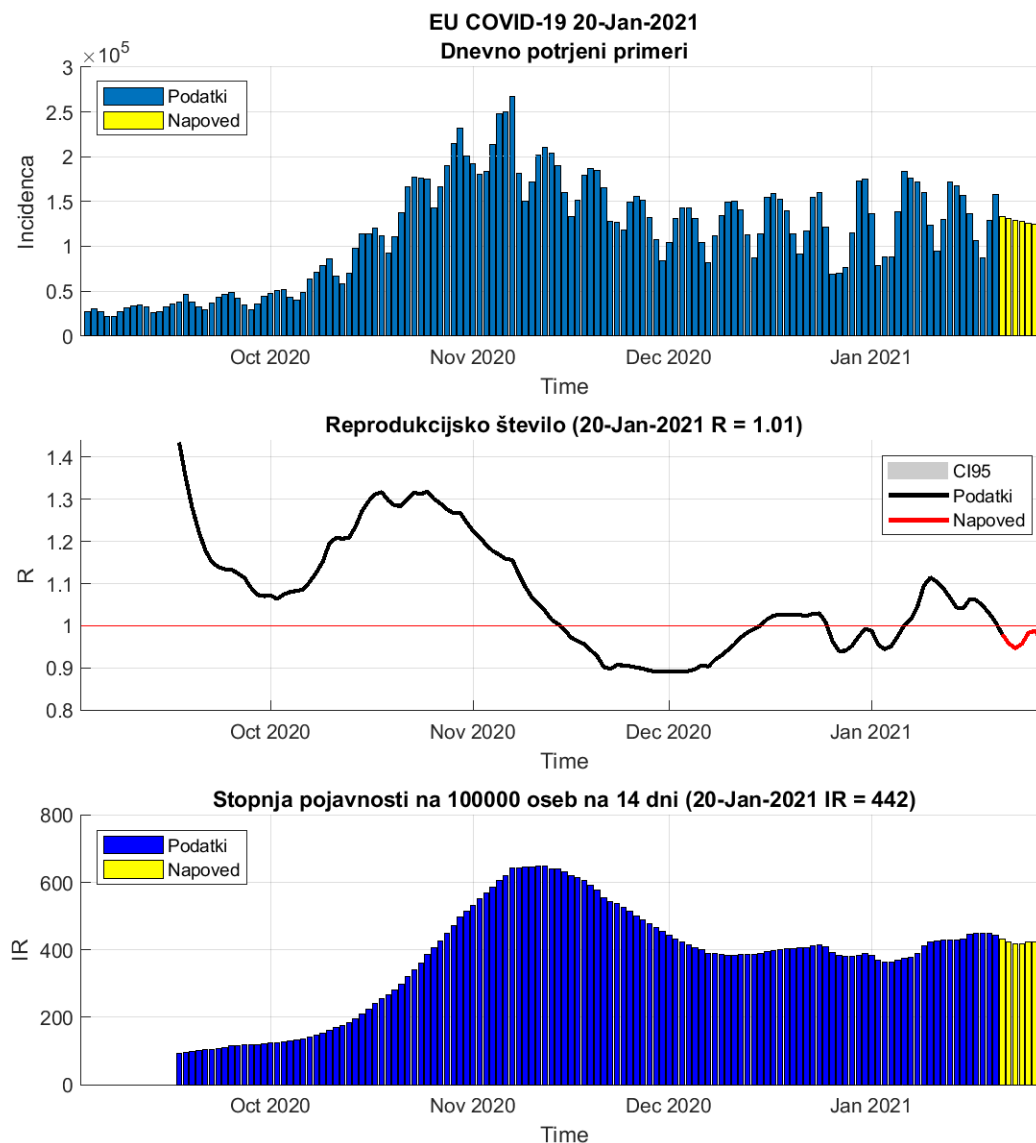 EU COVID-19 20-Jan-2021
Dnevno potrjeni primeri
×10^5
3
2.5
2
1.5
1
0.5
0
Incidenca
Podatki
Napoved
Oct 2020 Nov 2020 Dec 2020 Jan 2021
Time
Reprodukcijsko število (20-Jan-2021 R = 1.01)
1.4
1.3
1.2
1.1
1
0.9
0.8
R
CI95
Podatki
Napoved
Oct 2020 Nov 2020 Dec 2020 Jan 2021
Time
Stopnja pojavnosti na 100000 oseb na 14 dni (20-Jan-2021 IR = 442)
800
600
400
200
0
IR
Podatki
Napoved
Oct 2020 Nov 2020 Dec 2020 Jan 2021
Time